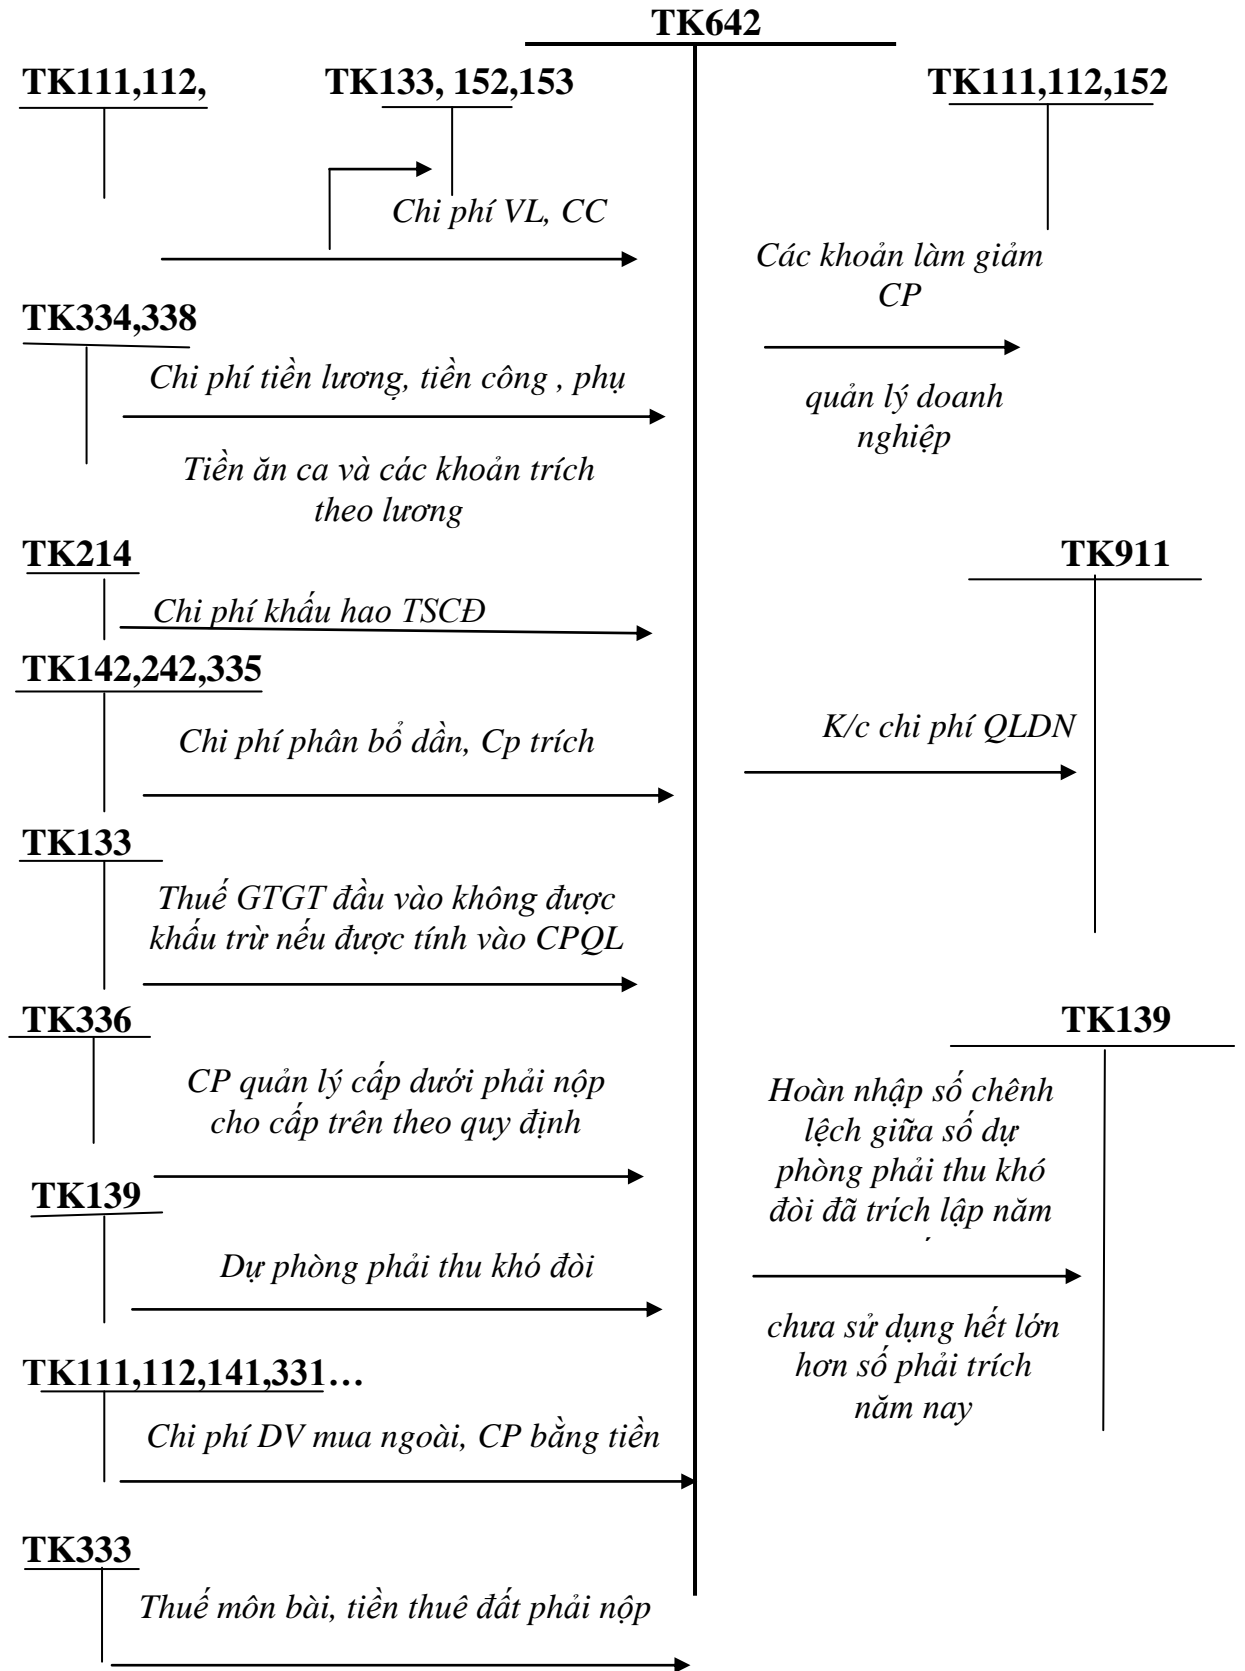 TK642
TK111,112,
TK133, 152,153
TK111,112,152
Chi phí VL, CC
Các khoản làm giảm
CP
TK334,338
Chi phí tiền lương, tiền công , phụ
quản lý doanh
nghiệp
Tiền ăn ca và các khoản trích
theo lương
TK214
TK911
Chi phí khấu hao TSCĐ
TK142,242,335
Chi phí phân bổ dần, Cp trích
K/c chi phí QLDN
TK133
Thuế GTGT đầu vào không được
khấu trừ nếu được tính vào CPQL
TK336
TK139
CP quản lý cấp dưới phải nộp
cho cấp trên theo quy định
Hoàn nhập số chênh
lệch giữa số dự
phòng phải thu khó
đòi đã trích lập năm
TK139
Dự phòng phải thu khó đòi
chưa sử dụng hết lớn
hơn số phải trích
năm nay
TK111,112,141,331…
Chi phí DV mua ngoài, CP bằng tiền
TK333
Thuế môn bài, tiền thuê đất phải nộp